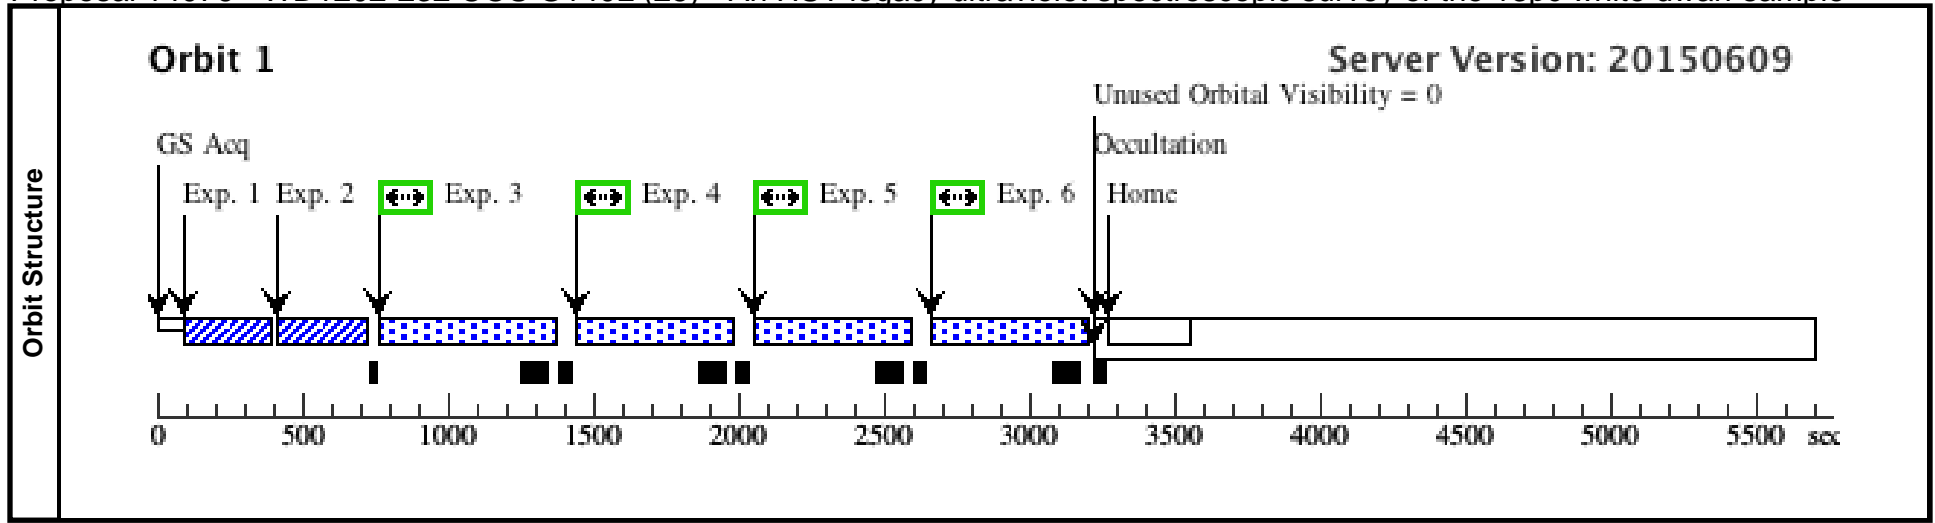 Orbit Structure
Orbit 1
Server Version: 20150609
Unused Orbital Visibility = 0
GS Acq
Occultation
Exp. 1 Exp. 2 Exp. 3 Exp. 4 Exp. 5 Exp. 6 Home
0 500 1000 1500 2000 2500 3000 3500 4000 4500 5000 5500 sec